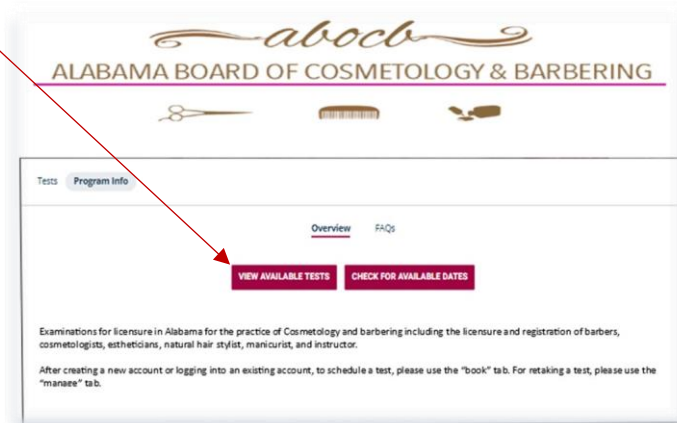 abocb
ALABAMA BOARD OF COSMETOLOGY & BARBERING
Tests Program Info
Overview FAQs
VIEW AVAILABLE TESTS CHECK FOR AVAILABLE DATES
Examinations for licensure in Alabama for the practice of Cosmetology and barbering including the licensure and registration of barbers,
cosmetologists, estheticians, natural hair stylist, manicurist, and instructor.
After creating a new account or logging into an existing account, to schedule a test, please use the "book" tab. For retaking a test, please use the
"manage" tab.